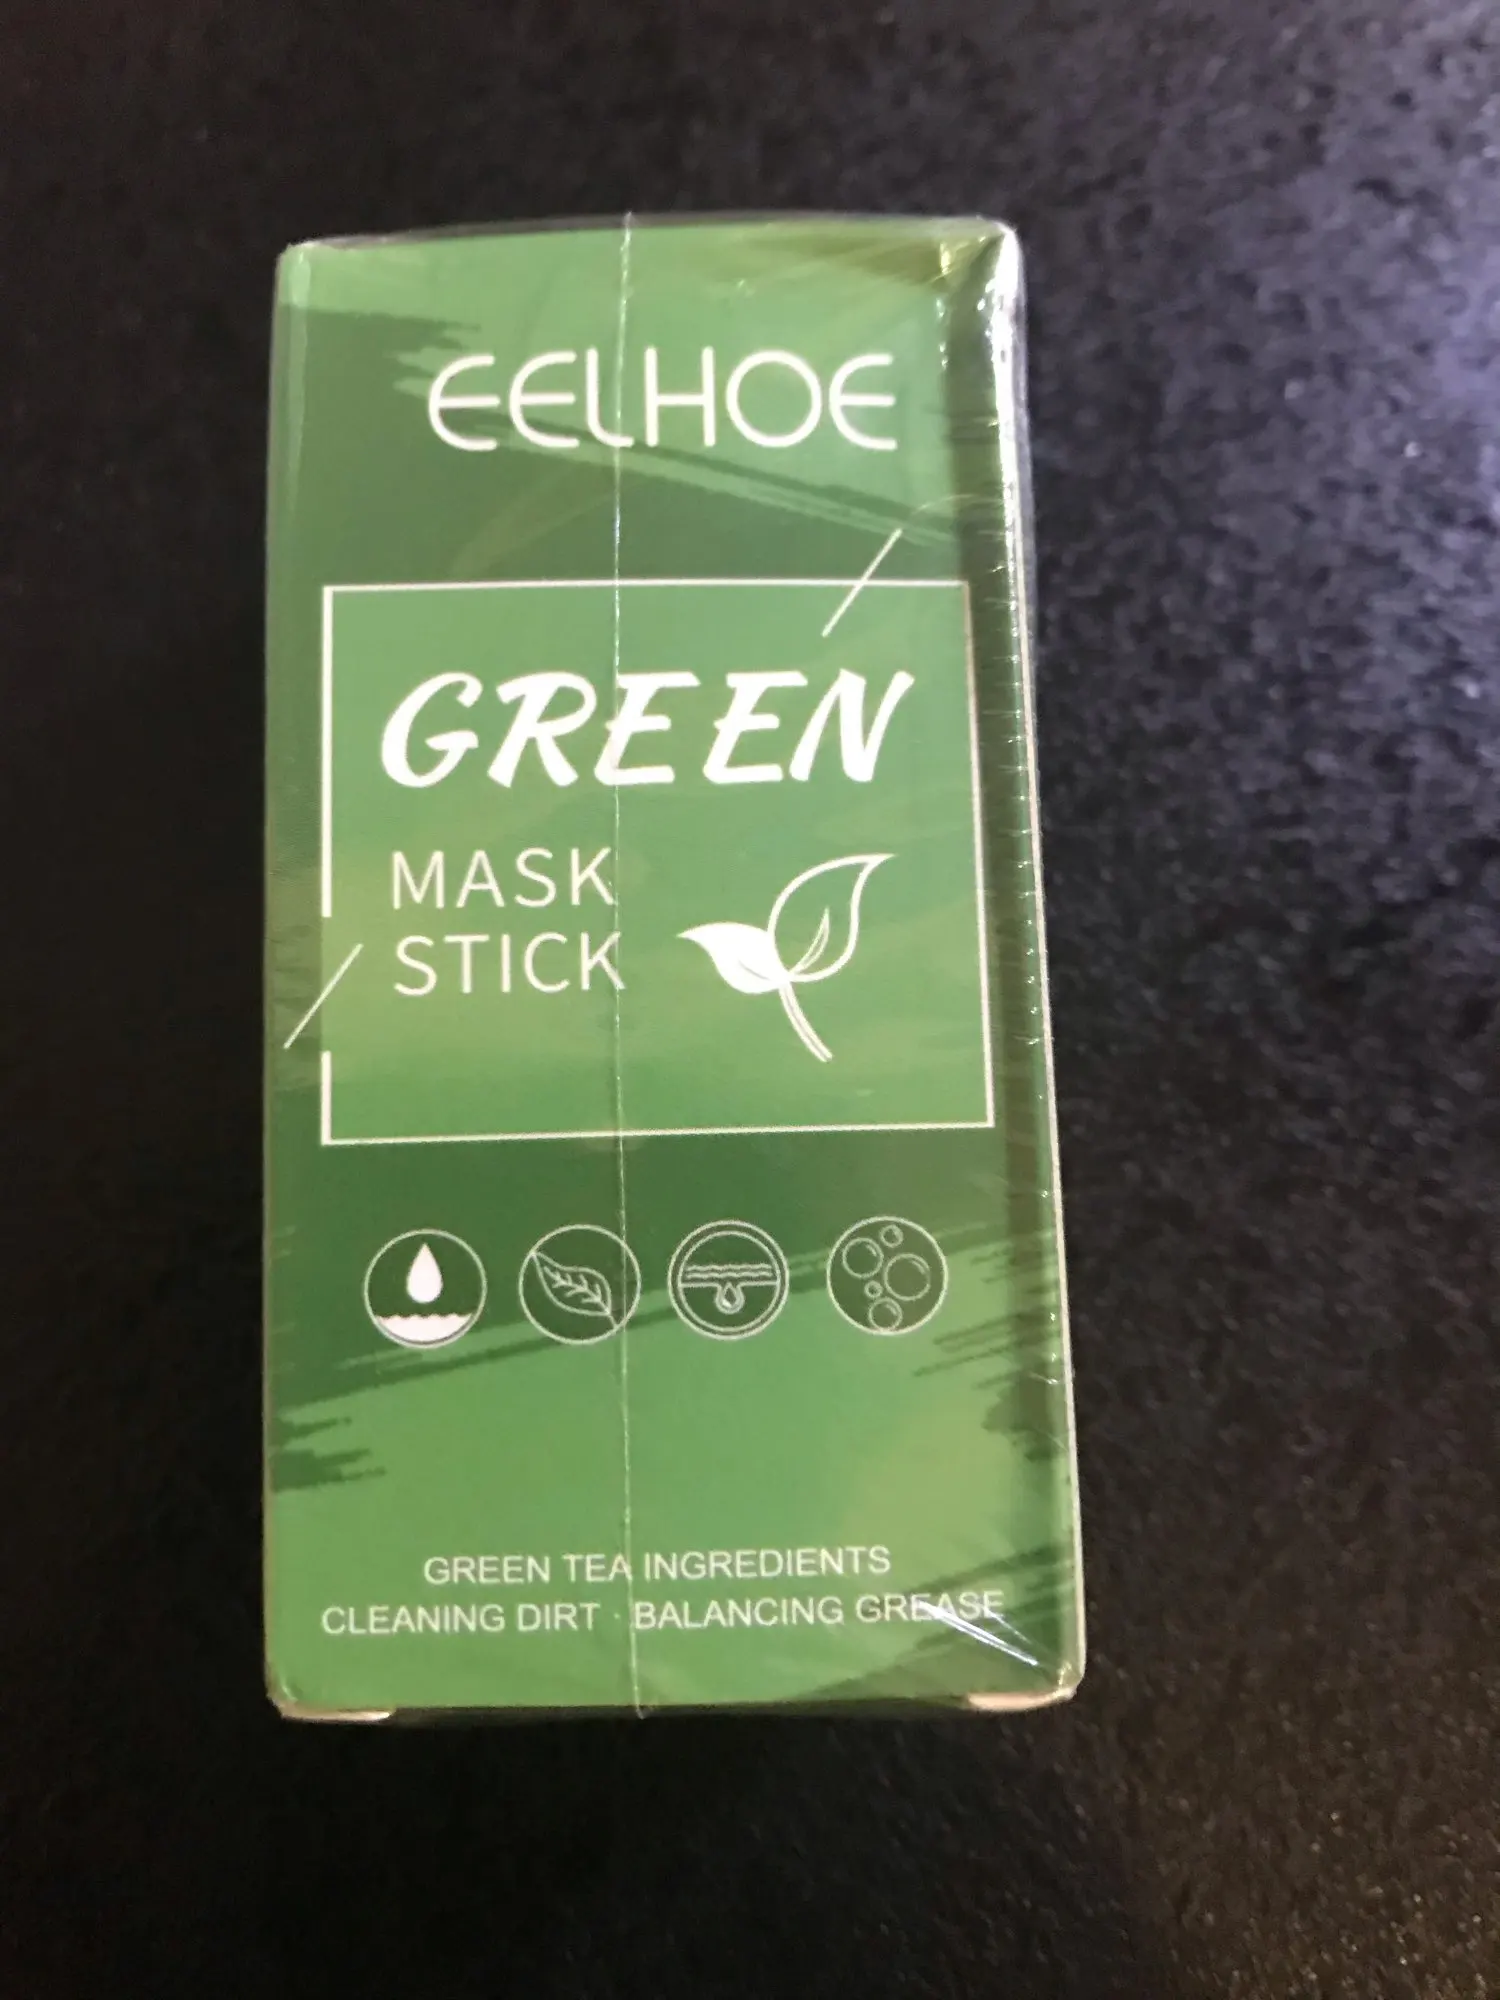 EELHOE
GREEN
MASK
STICK
GREEN TEA INGREDIENTS
CLEANING DIRT · BALANCING GREASE